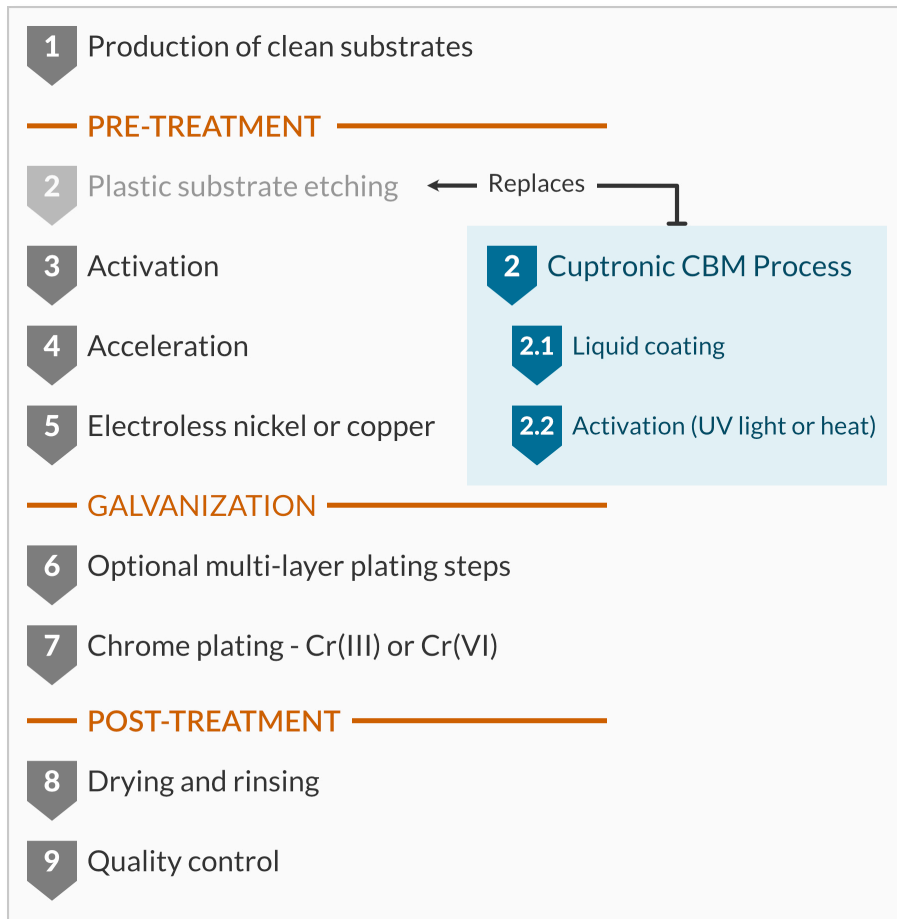 1 Production of clean substrates
PRE-TREATMENT
2 Plastic substrate etching
Replaces
3 Activation
2 Cuptronic CBM Process
4 Acceleration
2.1 Liquid coating
5 Electroless nickel or copper
2.2 Activation (UV light or heat)
GALVANIZATION
6 Optional multi-layer plating steps
7 Chrome plating - Cr(III) or Cr(VI)
POST-TREATMENT
8 Drying and rinsing
9 Quality control